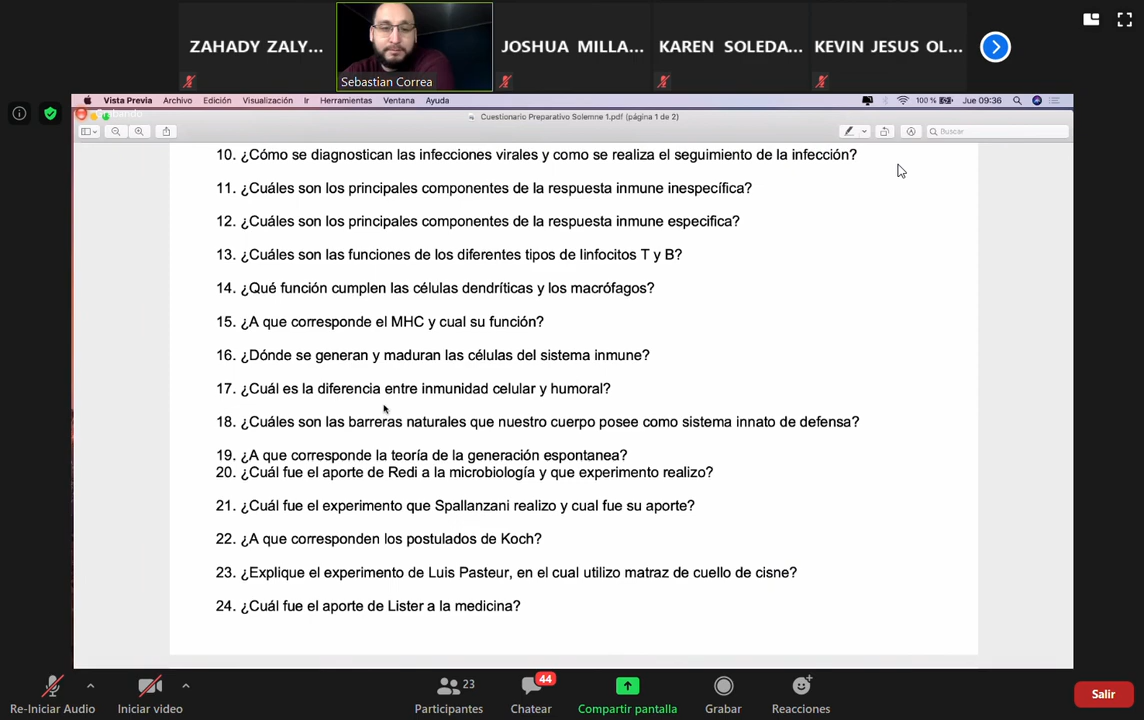 ZAHADY ZALY...
Sebastian Correa
JOSHUA MILLA...
KAREN SOLEDA...
KEVIN JESUS OL...
Vista Previa Archivo Edición Visualización Ir Herramientas Ventana Ayuda
100 % Jue 09:36
Cuestionario Preparativo Solemne 1.pdf (página 1 de 2)
Buscar
10. ¿Cómo se diagnostican las infecciones virales y como se realiza el seguimiento de la infección?
11. ¿Cuáles son los principales componentes de la respuesta inmune inespecífica?
12. ¿Cuáles son los principales componentes de la respuesta inmune especifica?
13. ¿Cuáles son las funciones de los diferentes tipos de linfocitos T y B?
14. ¿Qué función cumplen las células dendríticas y los macrófagos?
15. ¿A que corresponde el MHC y cual su función?
16. ¿Dónde se generan y maduran las células del sistema inmune?
17. ¿Cuál es la diferencia entre inmunidad celular y humoral?
18. ¿Cuáles son las barreras naturales que nuestro cuerpo posee como sistema innato de defensa?
19. ¿A que corresponde la teoría de la generación espontanea?
20. ¿Cuál fue el aporte de Redi a la microbiología y que experimento realizo?
21. ¿Cuál fue el experimento que Spallanzani realizo y cual fue su aporte?
22. ¿A que corresponden los postulados de Koch?
23. ¿Explique el experimento de Luis Pasteur, en el cual utilizo matraz de cuello de cisne?
24. ¿Cuál fue el aporte de Lister a la medicina?
23
44
Re-Iniciar Audio
Iniciar video
Participantes
Chatear
Compartir pantalla
Grabar
Reacciones
Salir